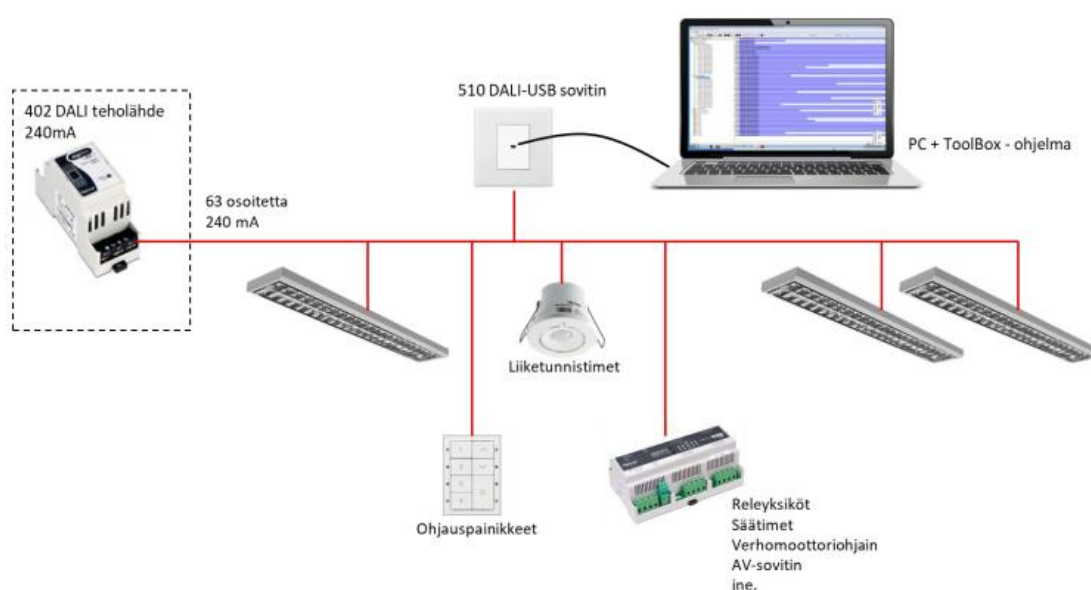 402 DALI teholähde
240mA
510 DALI-USB sovitin
PC + ToolBox - ohjelma
63 osoitetta
240 mA
Liiketunnistimet
Ohjauspainikkeet
Releyksiköt
Säätimet
Verhomoottoriohjain
AV-sovitin
jne.